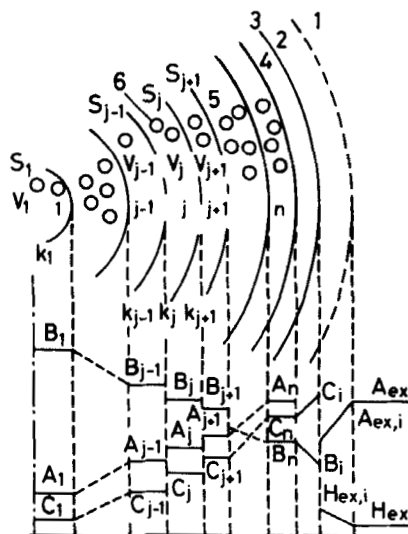 3 2 1
6 S_{j+1} 4
S_{j-1} S_j 5
S_1 V_{j-1} V_j V_{j+1}
V_1 1 j-1 j j+1 n
k_1
k_{j-1} k_j k_{j+1}
B_1
B_{j-1} B_j B_{j+1} A_n C_i A_{ex}
A_{j+1} A_{ex,i}
A_1 A_{j-1} A_j C_n
C_{j+1} B_n B_i
C_1 C_{j-1} C_j H_{ex,i} H_{ex}